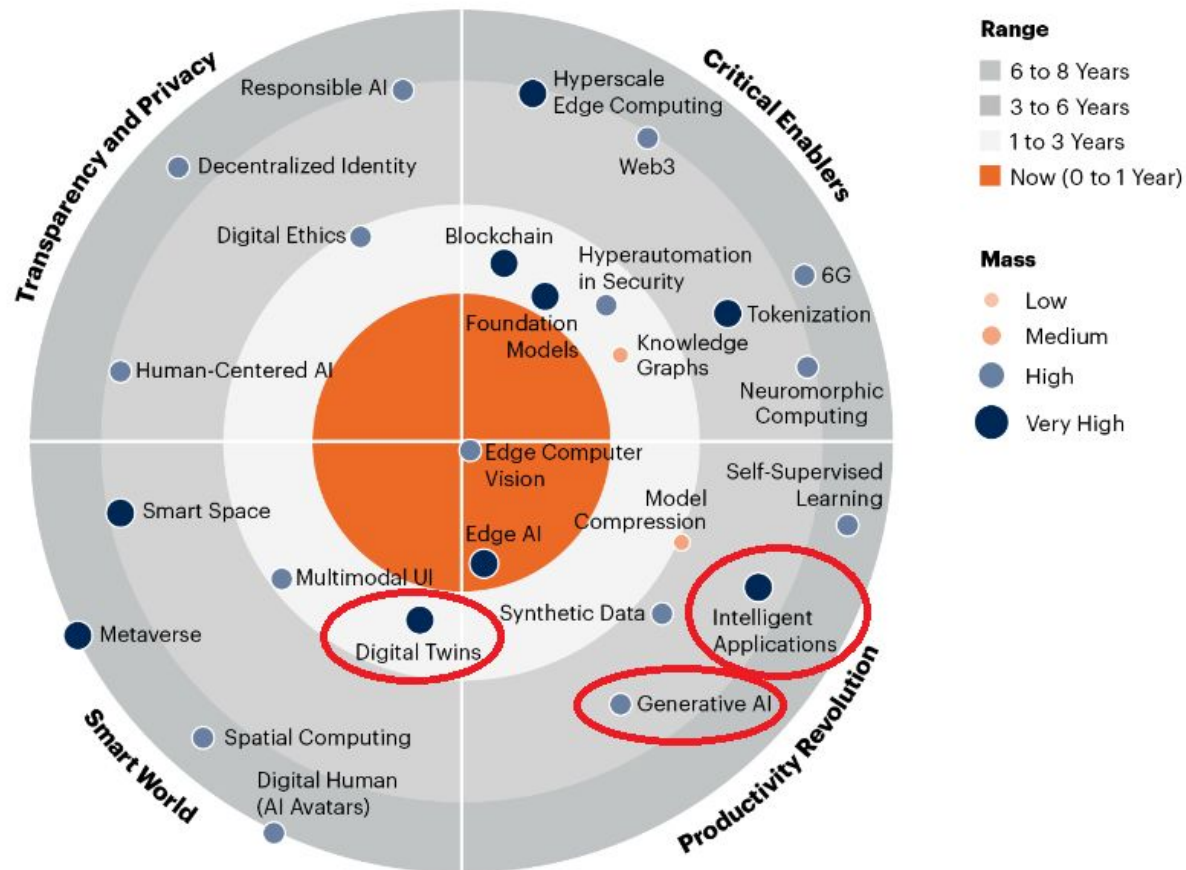 Transparency and Privacy
Responsible AI
Decentralized Identity
Digital Ethics
Human-Centered AI
Critical Enablers
Hyperscale
Edge Computing
Web3
Blockchain
Hyperautomation
in Security
6G
Tokenization
Foundation
Models
Knowledge
Graphs
Neuromorphic
Computing
Smart World
Smart Space
Multimodal UI
Digital Twins
Metaverse
Spatial Computing
Digital Human
(AI Avatars)
Productivity Revolution
Edge Computer
Vision
Self-Supervised
Learning
Model
Compression
Edge AI
Synthetic Data
Intelligent
Applications
Generative AI
Range
6 to 8 Years
3 to 6 Years
1 to 3 Years
Now (0 to 1 Year)
Mass
Low
Medium
High
Very High